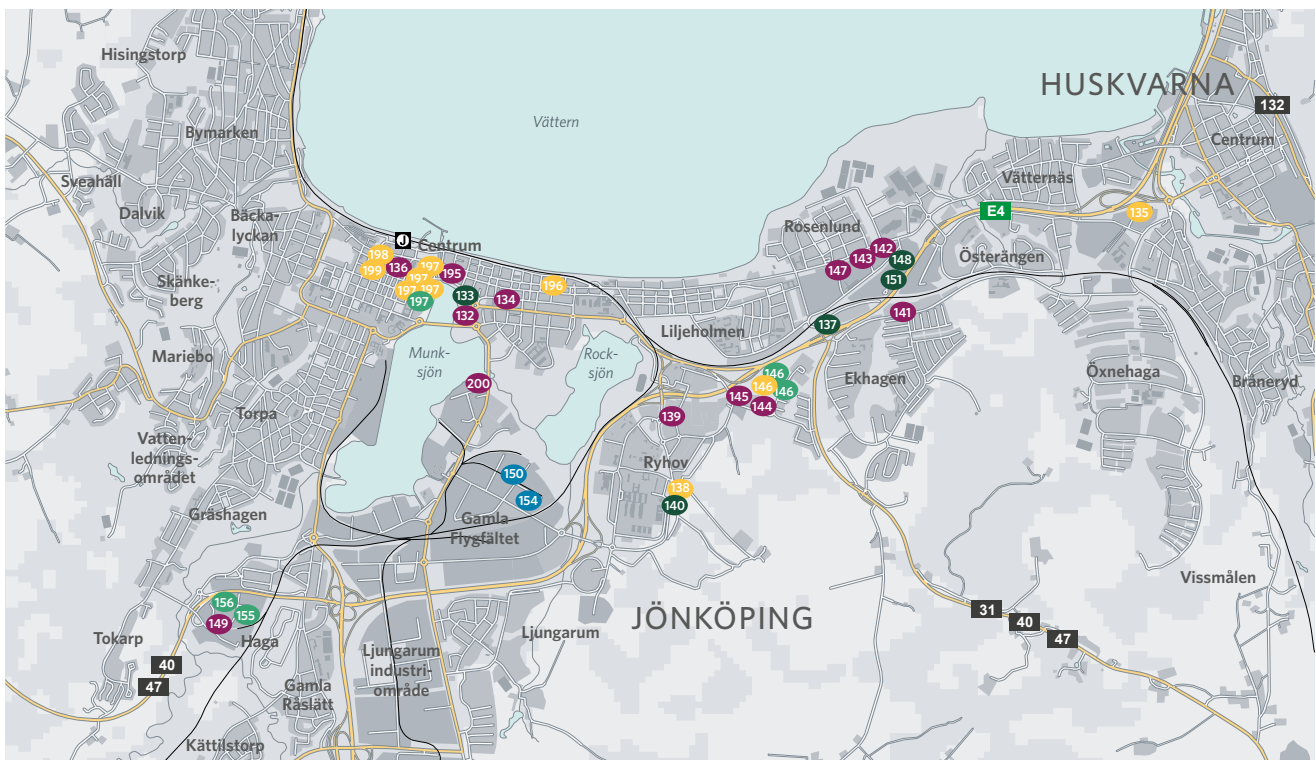 Hisingstorp
HUSKVARNA
132
Vättern
Bymarken
Centrum
Vätternäs
Sveahäll
Dalvik
Bäcka-
lyckan
E4
135
Rosenlund
J
Centrum
142
198
199
136
197
195
143
148
Österängen
147
197
151
Skänke-
berg
197
197
133
134
196
197
132
141
137
Liljeholmen
Mariebo
Munk-
sjön
Rock-
sjön
146
Ekhagen
Öxnehaga
Bråneryd
200
146
146
145
144
Torpa
139
Vatten-
lednings-
området
Ryhov
150
138
154
140
Gräshagen
Gamla
Flygfältet
Vissmålen
156
155
149
31
40
47
JÖNKÖPING
Tokarp
Haga
Ljungarum
40
47
Ljungarum
industri-
område
Gamla
Råslätt
Kättilstorp